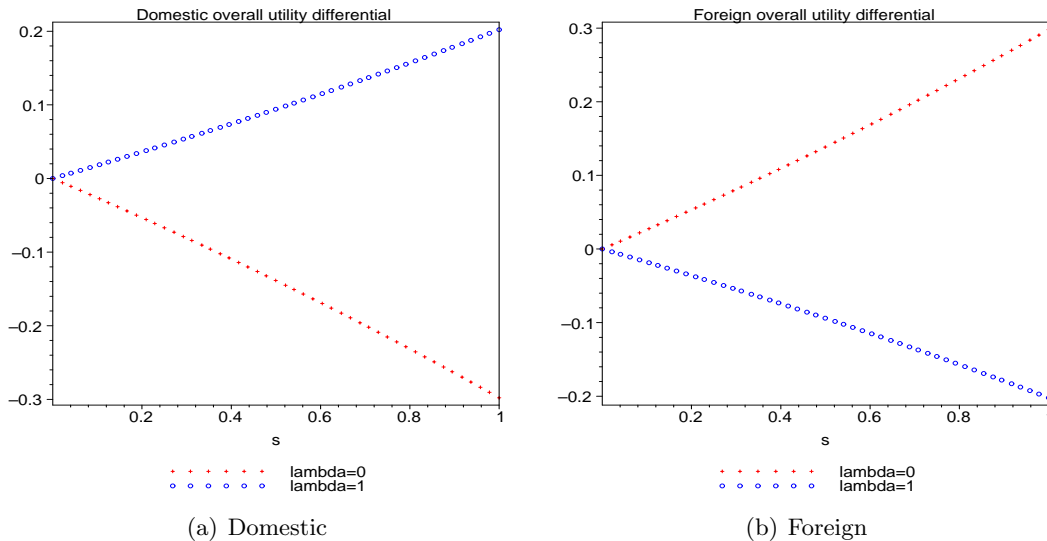 Domestic overall utility differential
0.2
0.1
0
–0.1
–0.2
–0.3
0.2 0.4 0.6 0.8 1
s
lambda=0
lambda=1
(a) Domestic
Foreign overall utility differential
0.3
0.2
0.1
0
–0.1
–0.2
0.2 0.4 0.6 0.8 1
s
lambda=0
lambda=1
(b) Foreign